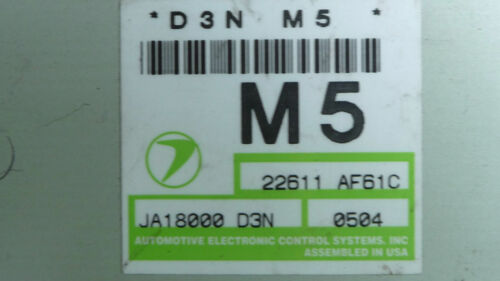 *D3N M5*
M5
22611 AF61C
JA18000 D3N 0504
AUTOMOTIVE ELECTRONIC CONTROL SYSTEMS, INC
ASSEMBLED IN USA